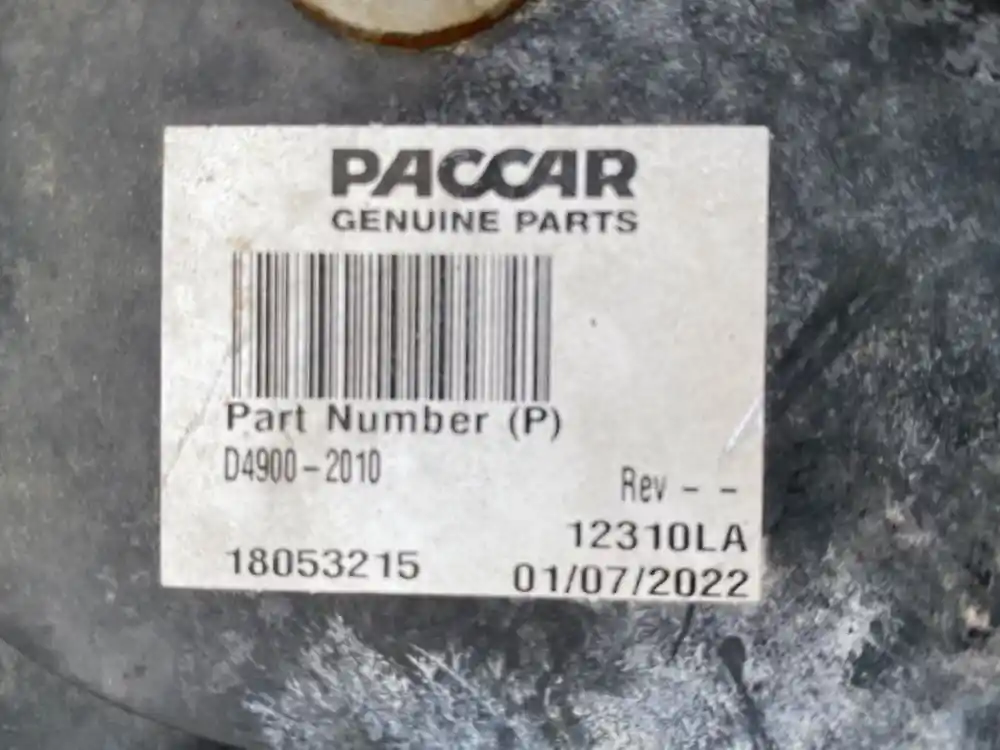 PACCAR
GENUINE PARTS
Part Number (P)
D4900-2010
Rev - -
12310LA
18053215
01/07/2022